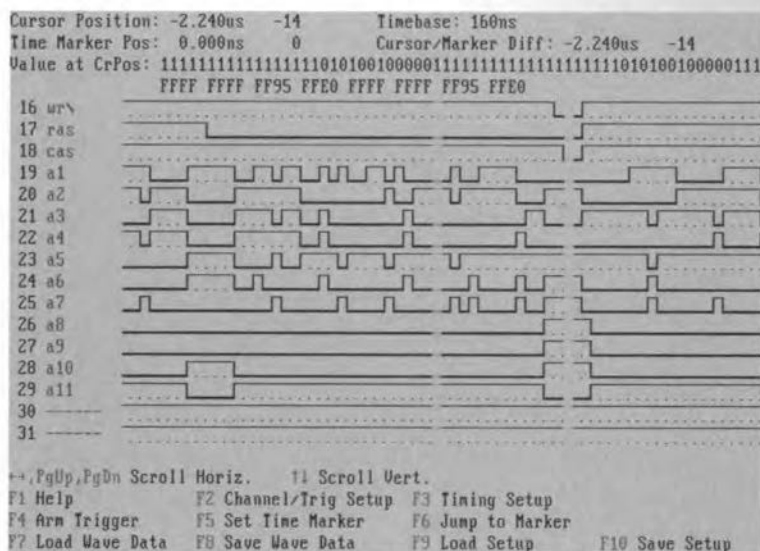 Cursor Position: -2.240us -14 Timebase: 160ns
Time Marker Pos: 0.000ns 0 Cursor/Marker Diff: -2.240us -14
Value at CrPos: 1111111111111111101010010000011111111111111111111111010100100000111
FFFF FFFF FF95 FFE0 FFFF FFFF FF95 FFE0
16 wr\
17 ras
18 cas
19 a1
20 a2
21 a3
22 a4
23 a5
24 a6
25 a7
26 a8
27 a9
28 a10
29 a11
30 -------
31 -------
↔,PgUp,PgDn Scroll Horiz. ↑↓ Scroll Vert.
F1 Help F2 Channel/Trig Setup F3 Timing Setup
F4 Arm Trigger F5 Set Time Marker F6 Jump to Marker
F7 Load Wave Data F8 Save Wave Data F9 Load Setup F10 Save Setup